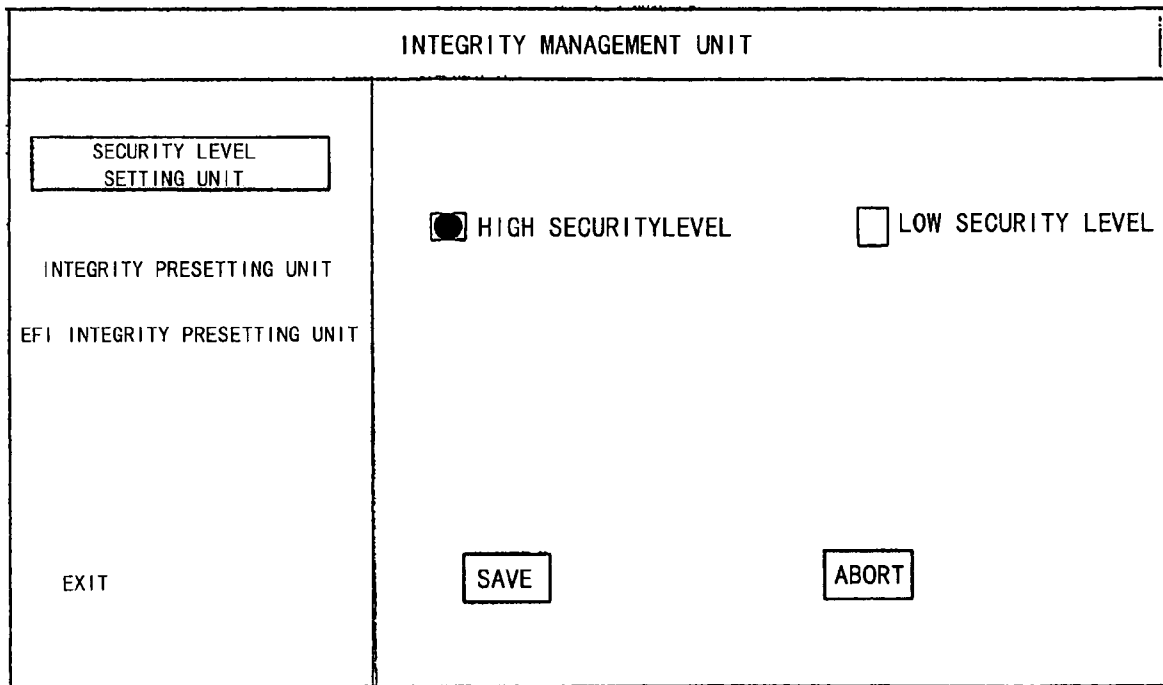 INTEGRITY MANAGEMENT UNIT
SECURITY LEVEL
SETTING UNIT
INTEGRITY PRESETTING UNIT
EFI INTEGRITY PRESETTING UNIT
EXIT
HIGH SECURITYLEVEL
LOW SECURITY LEVEL
SAVE
ABORT